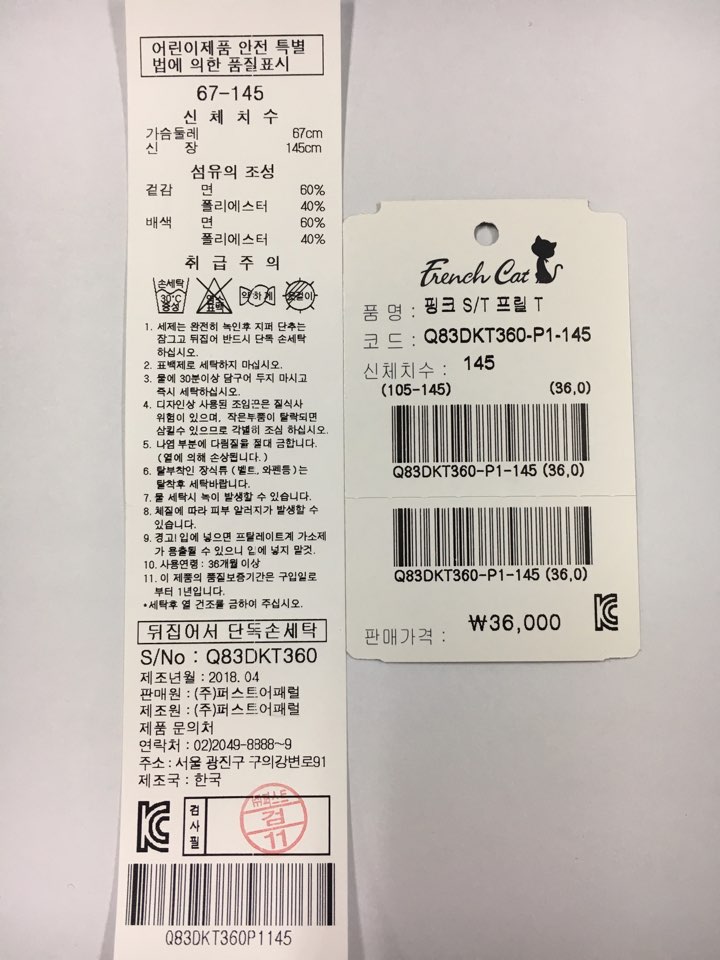 어린이제품 안전 특별
법에 의한 품질표시
67-145
신 체 치 수
가슴둘레 67cm
신 장 145cm
섬유의 조성
겉감 면 60%
폴리에스터 40%
배색 면 60%
폴리에스터 40%
취 급 주 의
손세탁 30°C 중성 염소 표백 약하게 옷걸이
1. 세제는 완전히 녹인후 지퍼 단추는
잠그고 뒤집어 반드시 단독 손세탁
하십시오.
2. 표백제로 세탁하지 마십시오.
3. 물에 30분이상 담구어 두지 마시고
즉시 세탁하십시오.
4. 디자인상 사용된 조임끈은 질식사
위험이 있으며, 작은부품이 탈락되면
삼킬수 있으므로 각별히 조심 하십시오.
5. 나염 부분에 다림질을 절대 금합니다.
(열에 의해 손상됩니다.)
6. 탈부착인 장식류 (벨트, 와펜등)는
탈착후 세탁바랍니다.
7. 물 세탁시 녹이 발생할 수 있습니다.
8. 체질에 따라 피부 알러지가 발생할 수
있습니다.
9. 경고! 입에 넣으면 프탈레이트계 가소제
가 용출될 수 있으니 입에 넣지 말것.
10. 사용연령 : 36개월 이상
11. 이 제품의 품질보증기간은 구입일로
부터 1년입니다.
*세탁후 열 건조를 금하여 주십시오.
뒤집어서 단독손세탁
S/No : Q83DKT360
제조년월 : 2018. 04
판매원 : (주)퍼스트어패럴
제조원 : (주)퍼스트어패럴
제품 문의처
연락처 : 02)2049-8888~9
주소 : 서울 광진구 구의강변로91
제조국 : 한국
검사필
(주)퍼스트
검
11
Q83DKT360P1145
French Cat
품 명 : 핑크 S/T 프릴 T
코 드 : Q83DKT360-P1-145
신체치수 : 145
(105-145) (36,0)
Q83DKT360-P1-145 (36,0)
Q83DKT360-P1-145 (36,0)
판매가격 : ₩36,000